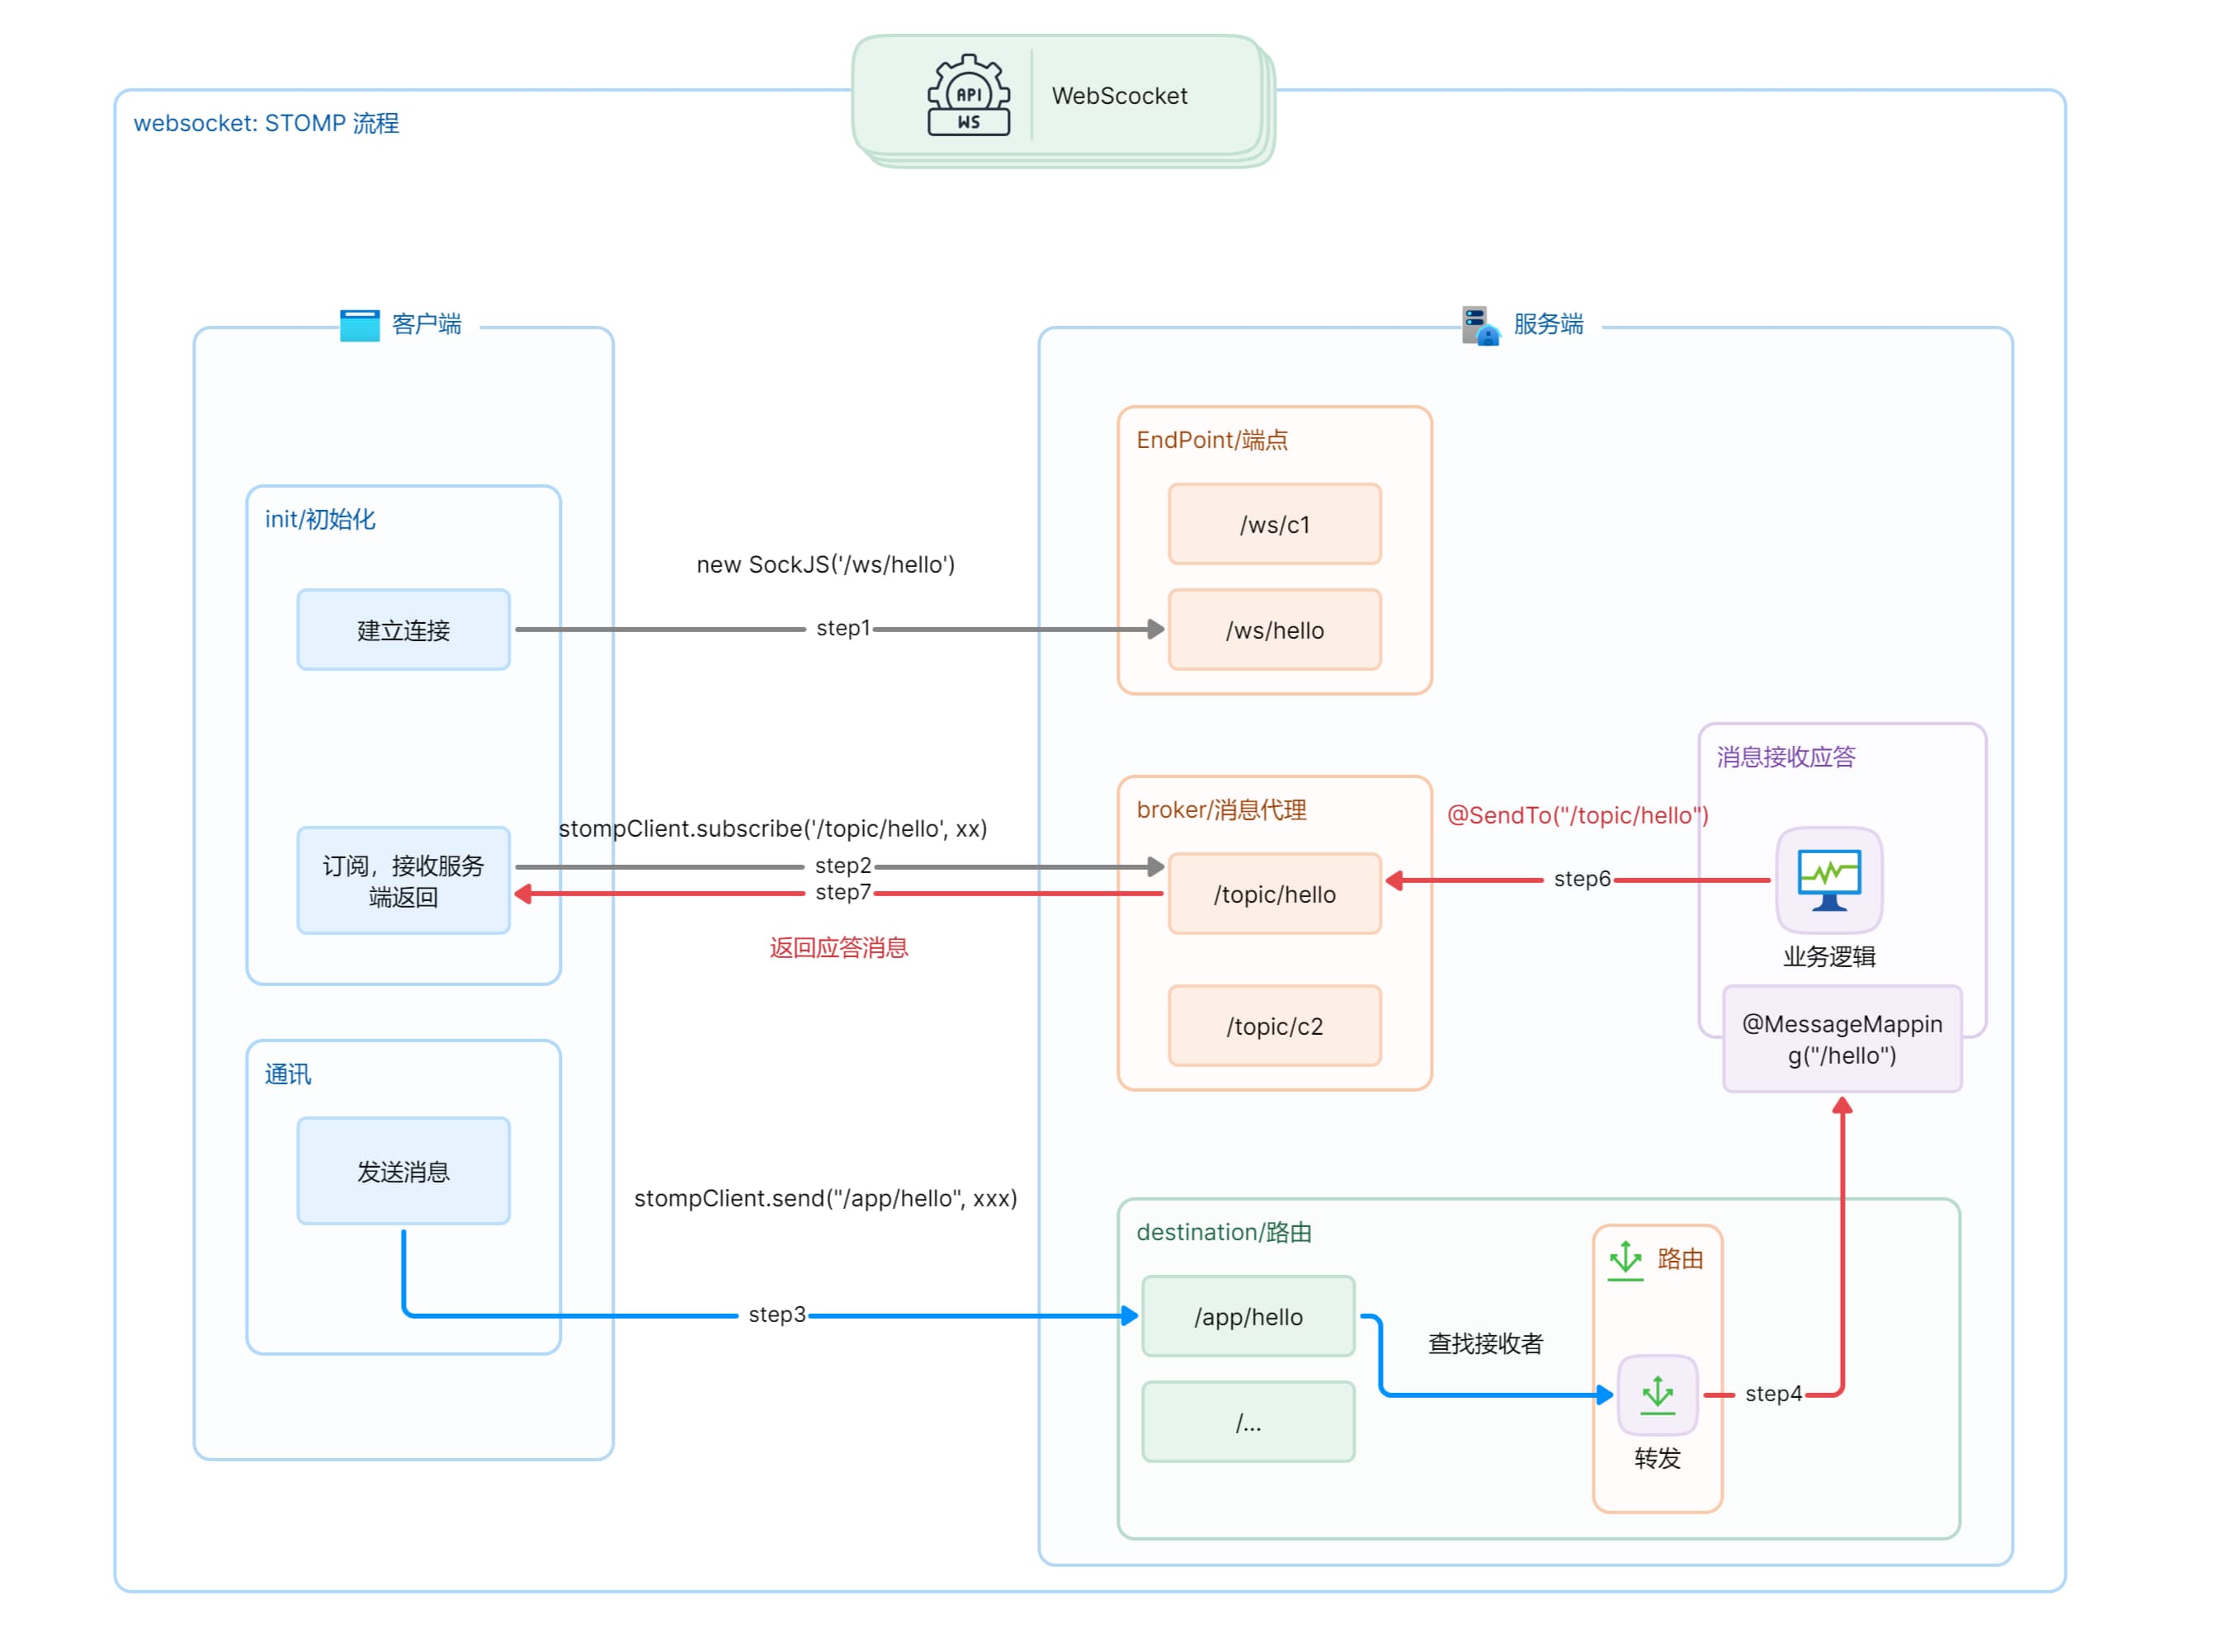 API
WS
WebScocket
websocket: STOMP 流程
客户端
服务端
EndPoint/端点
/ws/c1
init/初始化
new SockJS('/ws/hello')
建立连接
step1
/ws/hello
消息接收应答
broker/消息代理
@SendTo("/topic/hello")
stompClient.subscribe('/topic/hello', xx)
订阅，接收服务
端返回
step2
step7
/topic/hello
step6
返回应答消息
业务逻辑
/topic/c2
@MessageMappin
g("/hello")
通讯
发送消息
stompClient.send("/app/hello", xxx)
destination/路由
路由
step3
/app/hello
查找接收者
step4
/...
转发